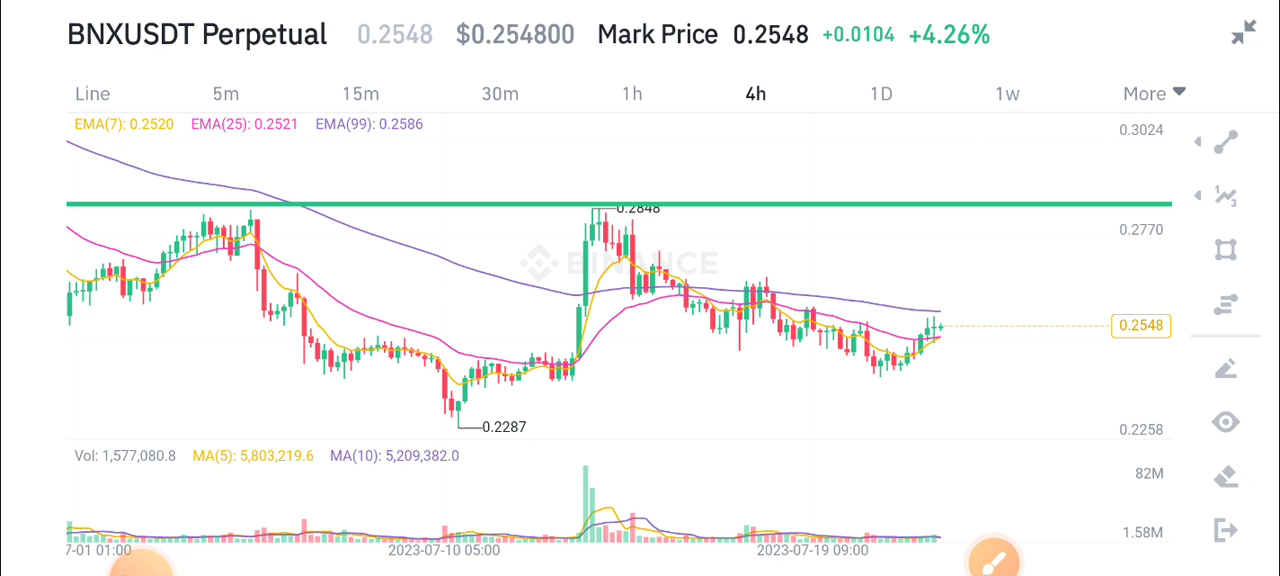 BNXUSDT Perpetual 0.2548 $0.254800 Mark Price 0.2548 +0.0104 +4.26%
Line 5m 15m 30m 1h 4h 1D 1w More
EMA(7): 0.2520 EMA(25): 0.2521 EMA(99): 0.2586
0.3024
0.2848
0.2770
BINANCE
0.2548
0.2287
0.2258
Vol: 1,577,080.8 MA(5): 5,803,219.6 MA(10): 5,209,382.0
82M
1.58M
7-01 01:00 2023-07-10 05:00 2023-07-19 09:00